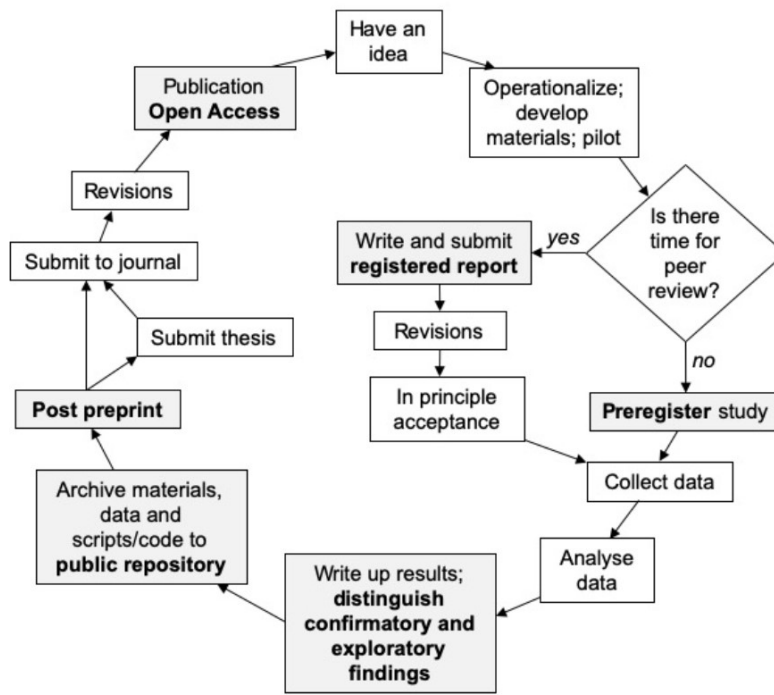 Have an
idea
Operationalize;
develop
materials; pilot
Is there
time for
peer
review?
yes
Write and submit
registered report
Revisions
In principle
acceptance
no
Preregister study
Collect data
Analyse
data
Write up results;
distinguish
confirmatory and
exploratory
findings
Archive materials,
data and
scripts/code to
public repository
Post preprint
Submit thesis
Submit to journal
Revisions
Publication
Open Access